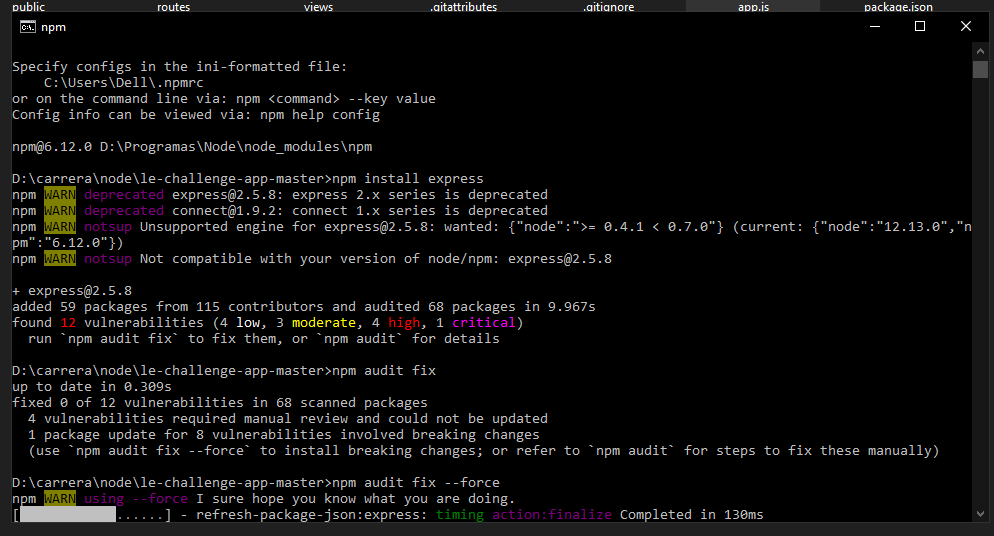 public routes views .gitattributes .gitignore app.js package.json
npm
Specify configs in the ini-formatted file:
C:\Users\Dell\.npmrc
or on the command line via: npm <command> --key value
Config info can be viewed via: npm help config
npm@6.12.0 D:\Programas\Node\node_modules\npm
D:\carrera\node\le-challenge-app-master>npm install express
npm WARN deprecated express@2.5.8: express 2.x series is deprecated
npm WARN deprecated connect@1.9.2: connect 1.x series is deprecated
npm WARN notsup Unsupported engine for express@2.5.8: wanted: {"node":">= 0.4.1 < 0.7.0"} (current: {"node":"12.13.0","n
pm":"6.12.0"})
npm WARN notsup Not compatible with your version of node/npm: express@2.5.8
+ express@2.5.8
added 59 packages from 115 contributors and audited 68 packages in 9.967s
found 12 vulnerabilities (4 low, 3 moderate, 4 high, 1 critical)
run `npm audit fix` to fix them, or `npm audit` for details
D:\carrera\node\le-challenge-app-master>npm audit fix
up to date in 0.309s
fixed 0 of 12 vulnerabilities in 68 scanned packages
4 vulnerabilities required manual review and could not be updated
1 package update for 8 vulnerabilities involved breaking changes
(use `npm audit fix --force` to install breaking changes; or refer to `npm audit` for steps to fix these manually)
D:\carrera\node\le-challenge-app-master>npm audit fix --force
npm WARN using --force I sure hope you know what you are doing.
[ ......] - refresh-package-json:express: timing action:finalize Completed in 130ms